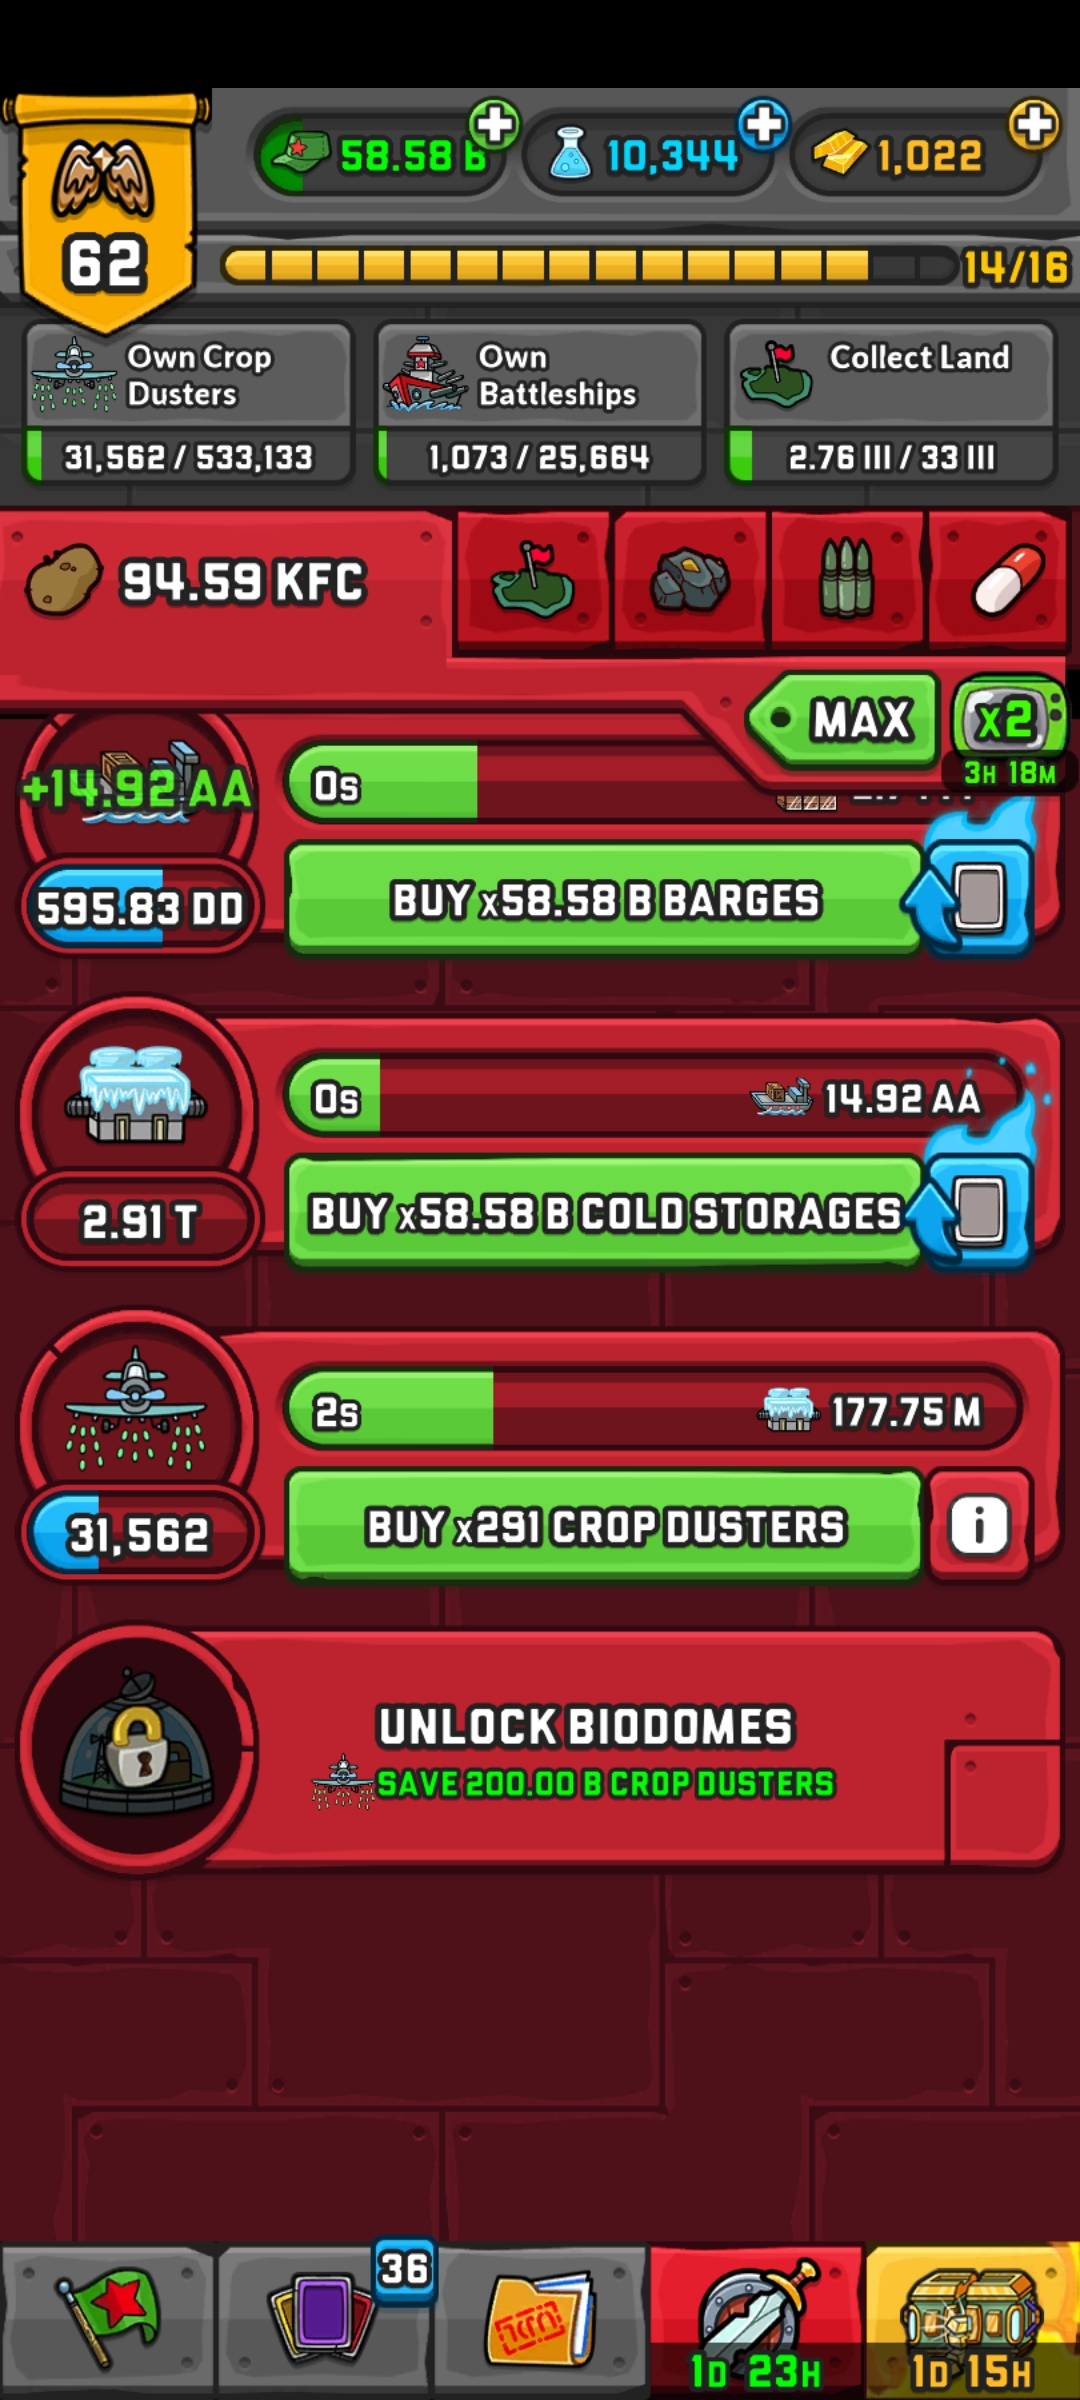 58.58 B
10,344
1,022
62
14/16
Own Crop
Dusters
Own
Battleships
Collect Land
31,562 / 533,133
1,073 / 25,664
2.76 III / 33 III
94.59 KFC
MAX
x2
3H 18M
+14.92 AA
0s
595.83 DD
BUY x58.58 B BARGES
0s
14.92 AA
2.91 T
BUY x58.58 B COLD STORAGES
2s
177.75 M
31,562
BUY x291 CROP DUSTERS
i
UNLOCK BIODOMES
SAVE 200.00 B CROP DUSTERS
36
1D 23H
1D 15H